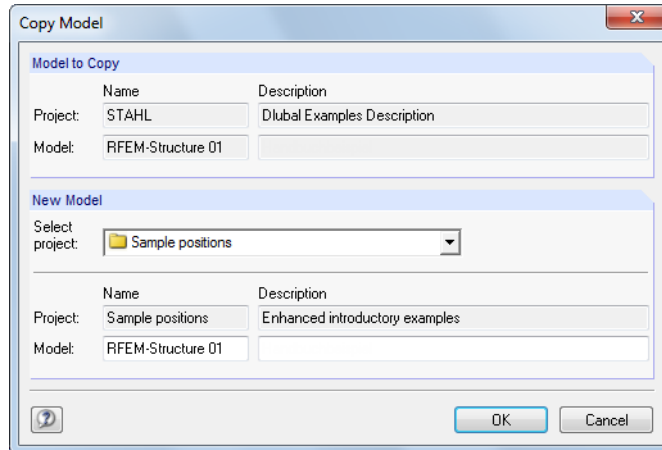 Copy Model
Model to Copy
Name Description
Project: STAHL Dlubal Examples Description
Model: RFEM-Structure 01
New Model
Select
project: Sample positions
Name Description
Project: Sample positions Enhanced introductory examples
Model: RFEM-Structure 01
OK Cancel